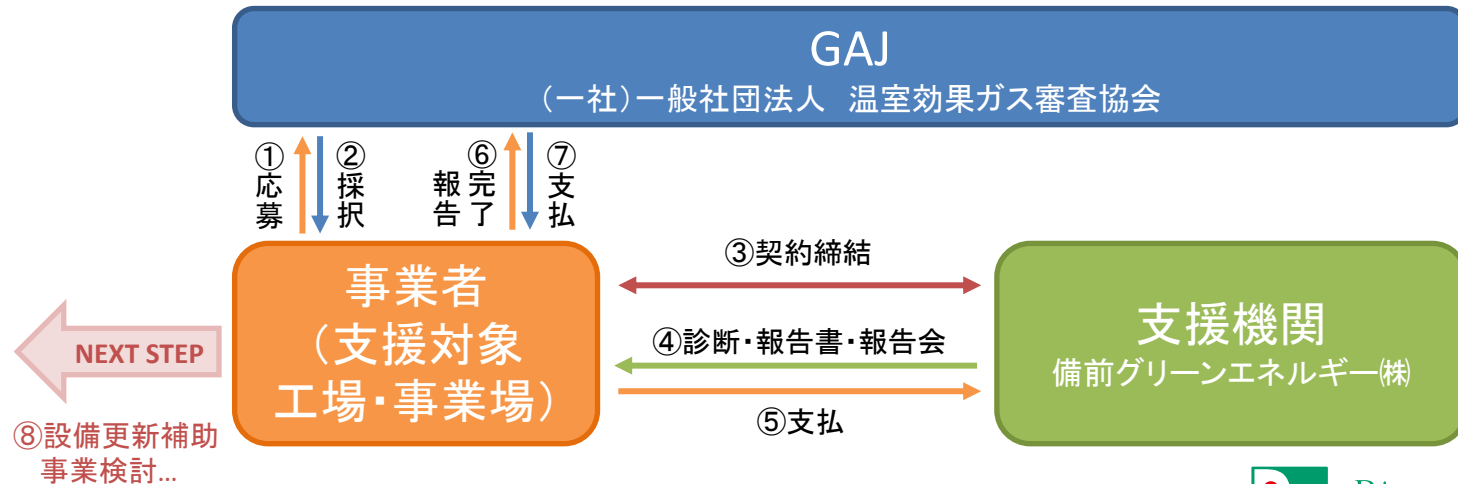 GAJ
（一社）一般社団法人　温室効果ガス審査協会
①応募
②採択
⑥完了
報告
⑦支払
③契約締結
事業者
（支援対象
工場・事業場）
支援機関
備前グリーンエネルギー㈱
④診断・報告書・報告会
⑤支払
NEXT STEP
⑧設備更新補助
事業検討…